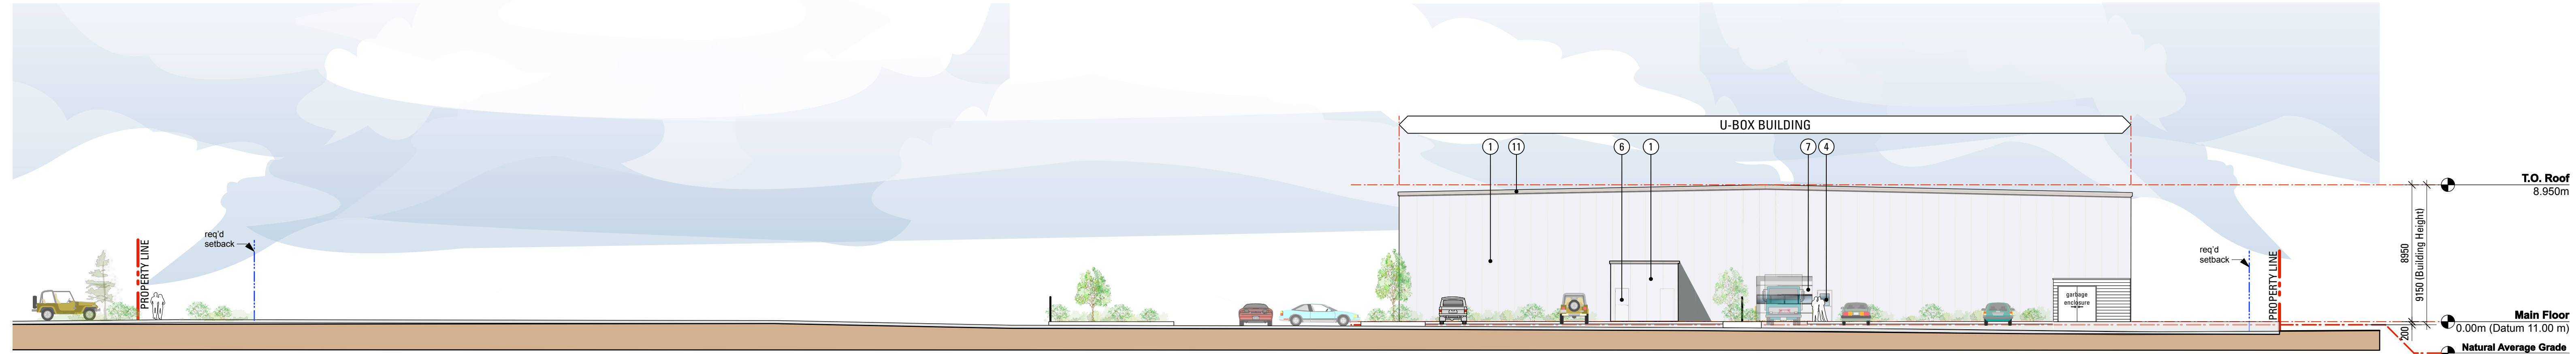 U-BOX BUILDING
1
11
6
1
7
4
T.O. Roof
8.950m
req'd
setback
PROPERTY LINE
req'd
setback
PROPERTY LINE
8950
9150 (Building Height)
garbage
enclosure
Main Floor
0.00m (Datum 11.00 m)
200
Natural Average Grade